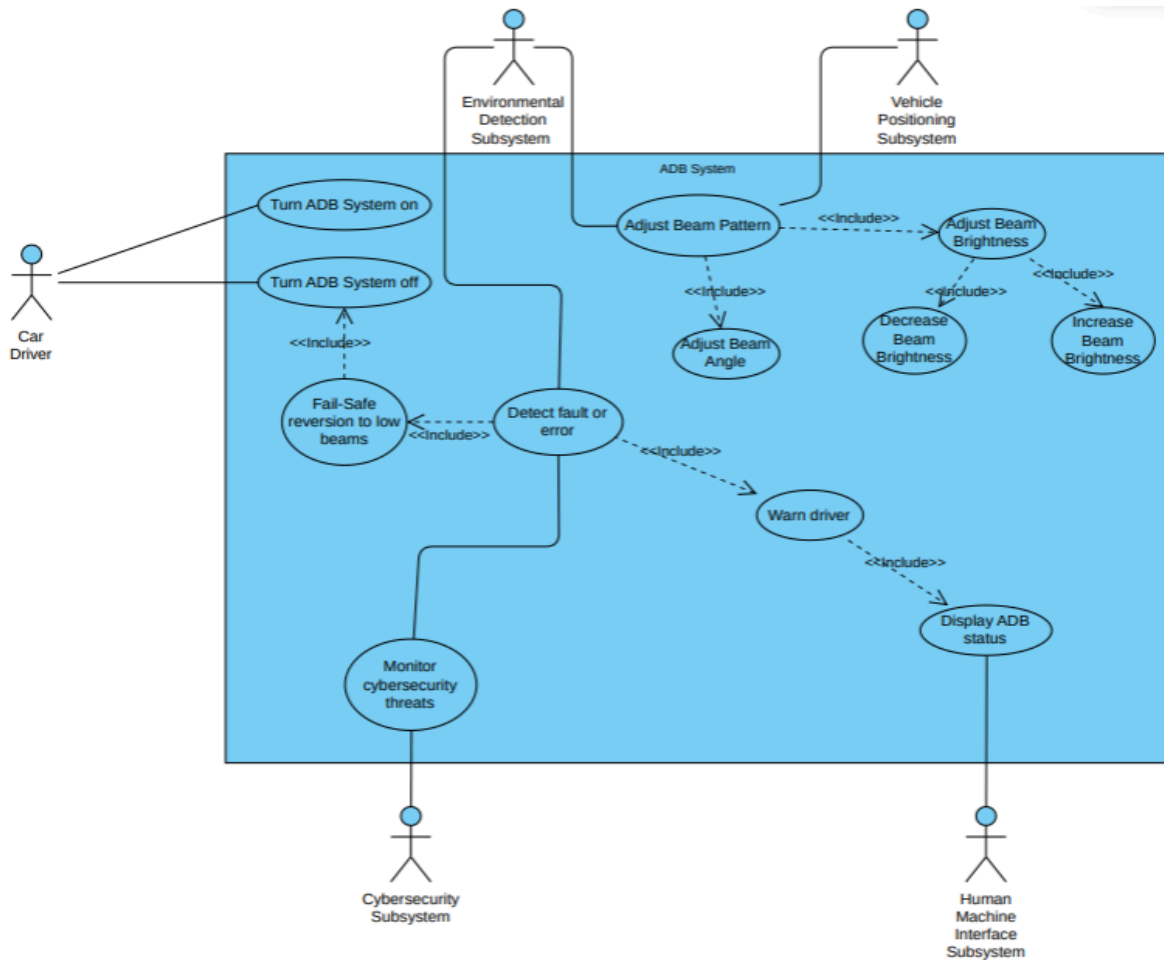 Environmental
Detection
Subsystem
Vehicle
Positioning
Subsystem
ADB System
Turn ADB System on
Adjust Beam Pattern
<<Include>>
Adjust Beam
Brightness
Car
Driver
Turn ADB System off
<<Include>>
<<Include>>
<<Include>>
Adjust Beam
Angle
Decrease
Beam
Brightness
Increase
Beam
Brightness
<<Include>>
Fail-Safe
reversion to low
beams
<<Include>>
Detect fault or
error
<<Include>>
Warn driver
<<Include>>
Display ADB
status
Monitor
cybersecurity
threats
Cybersecurity
Subsystem
Human
Machine
Interface
Subsystem